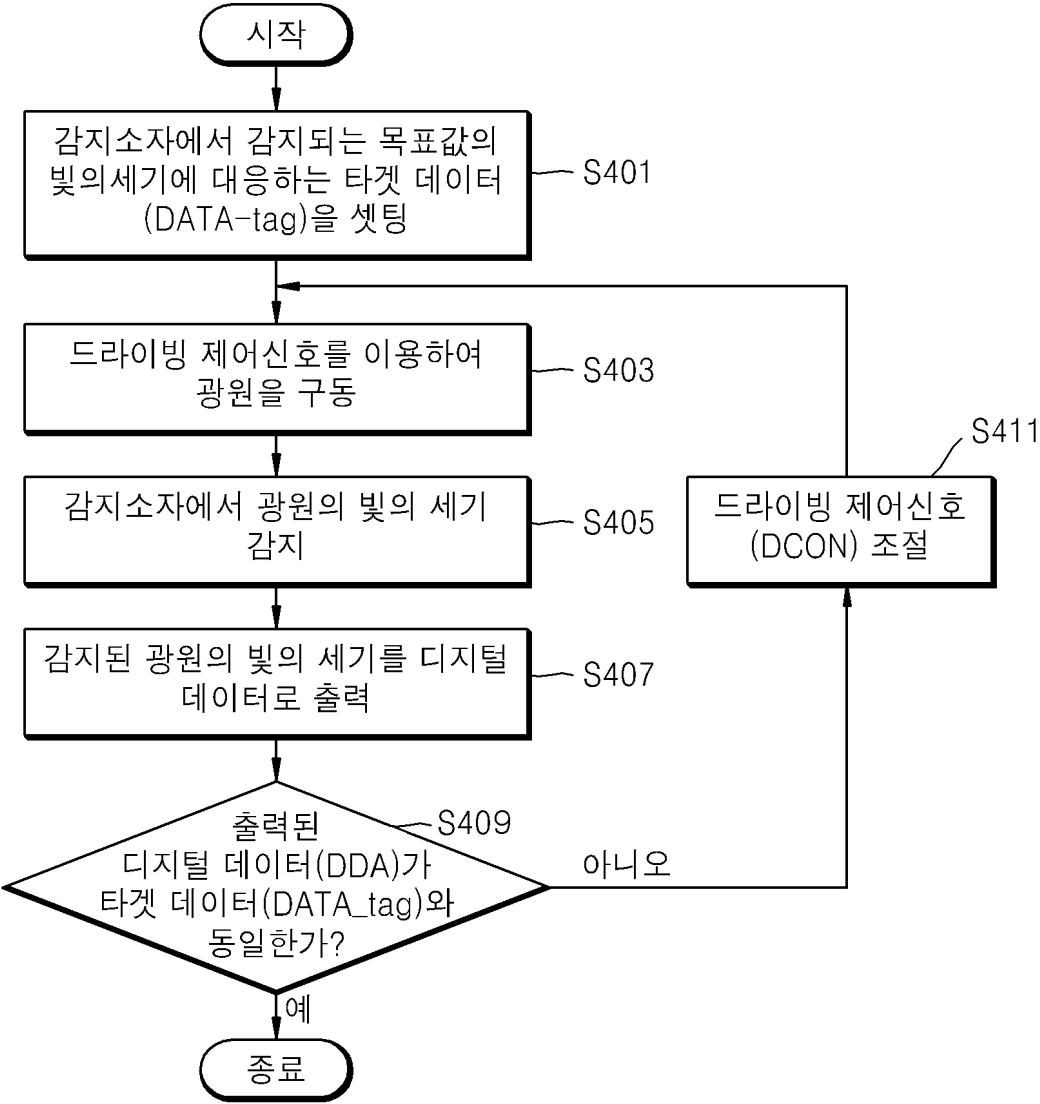 시작
감지소자에서 감지되는 목표값의
빛의세기에 대응하는 타겟 데이터
(DATA-tag)을 셋팅
S401
드라이빙 제어신호를 이용하여
광원을 구동
S403
감지소자에서 광원의 빛의 세기
감지
S405
감지된 광원의 빛의 세기를 디지털
데이터로 출력
S407
출력된
디지털 데이터(DDA)가
타겟 데이터(DATA_tag)와
동일한가?
S409
아니오
S411
드라이빙 제어신호
(DCON) 조절
예
종료